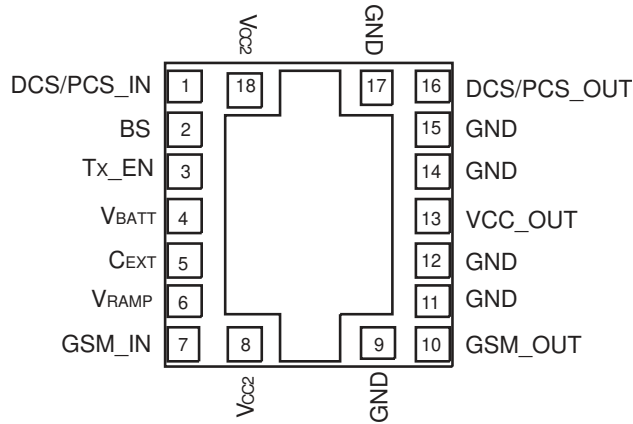 VCC2
GND
DCS/PCS_IN 1 18 17 16 DCS/PCS_OUT
BS 2 15 GND
TX_EN 3 14 GND
VBATT 4 13 VCC_OUT
CEXT 5 12 GND
VRAMP 6 11 GND
GSM_IN 7 8 9 10 GSM_OUT
VCC2
GND